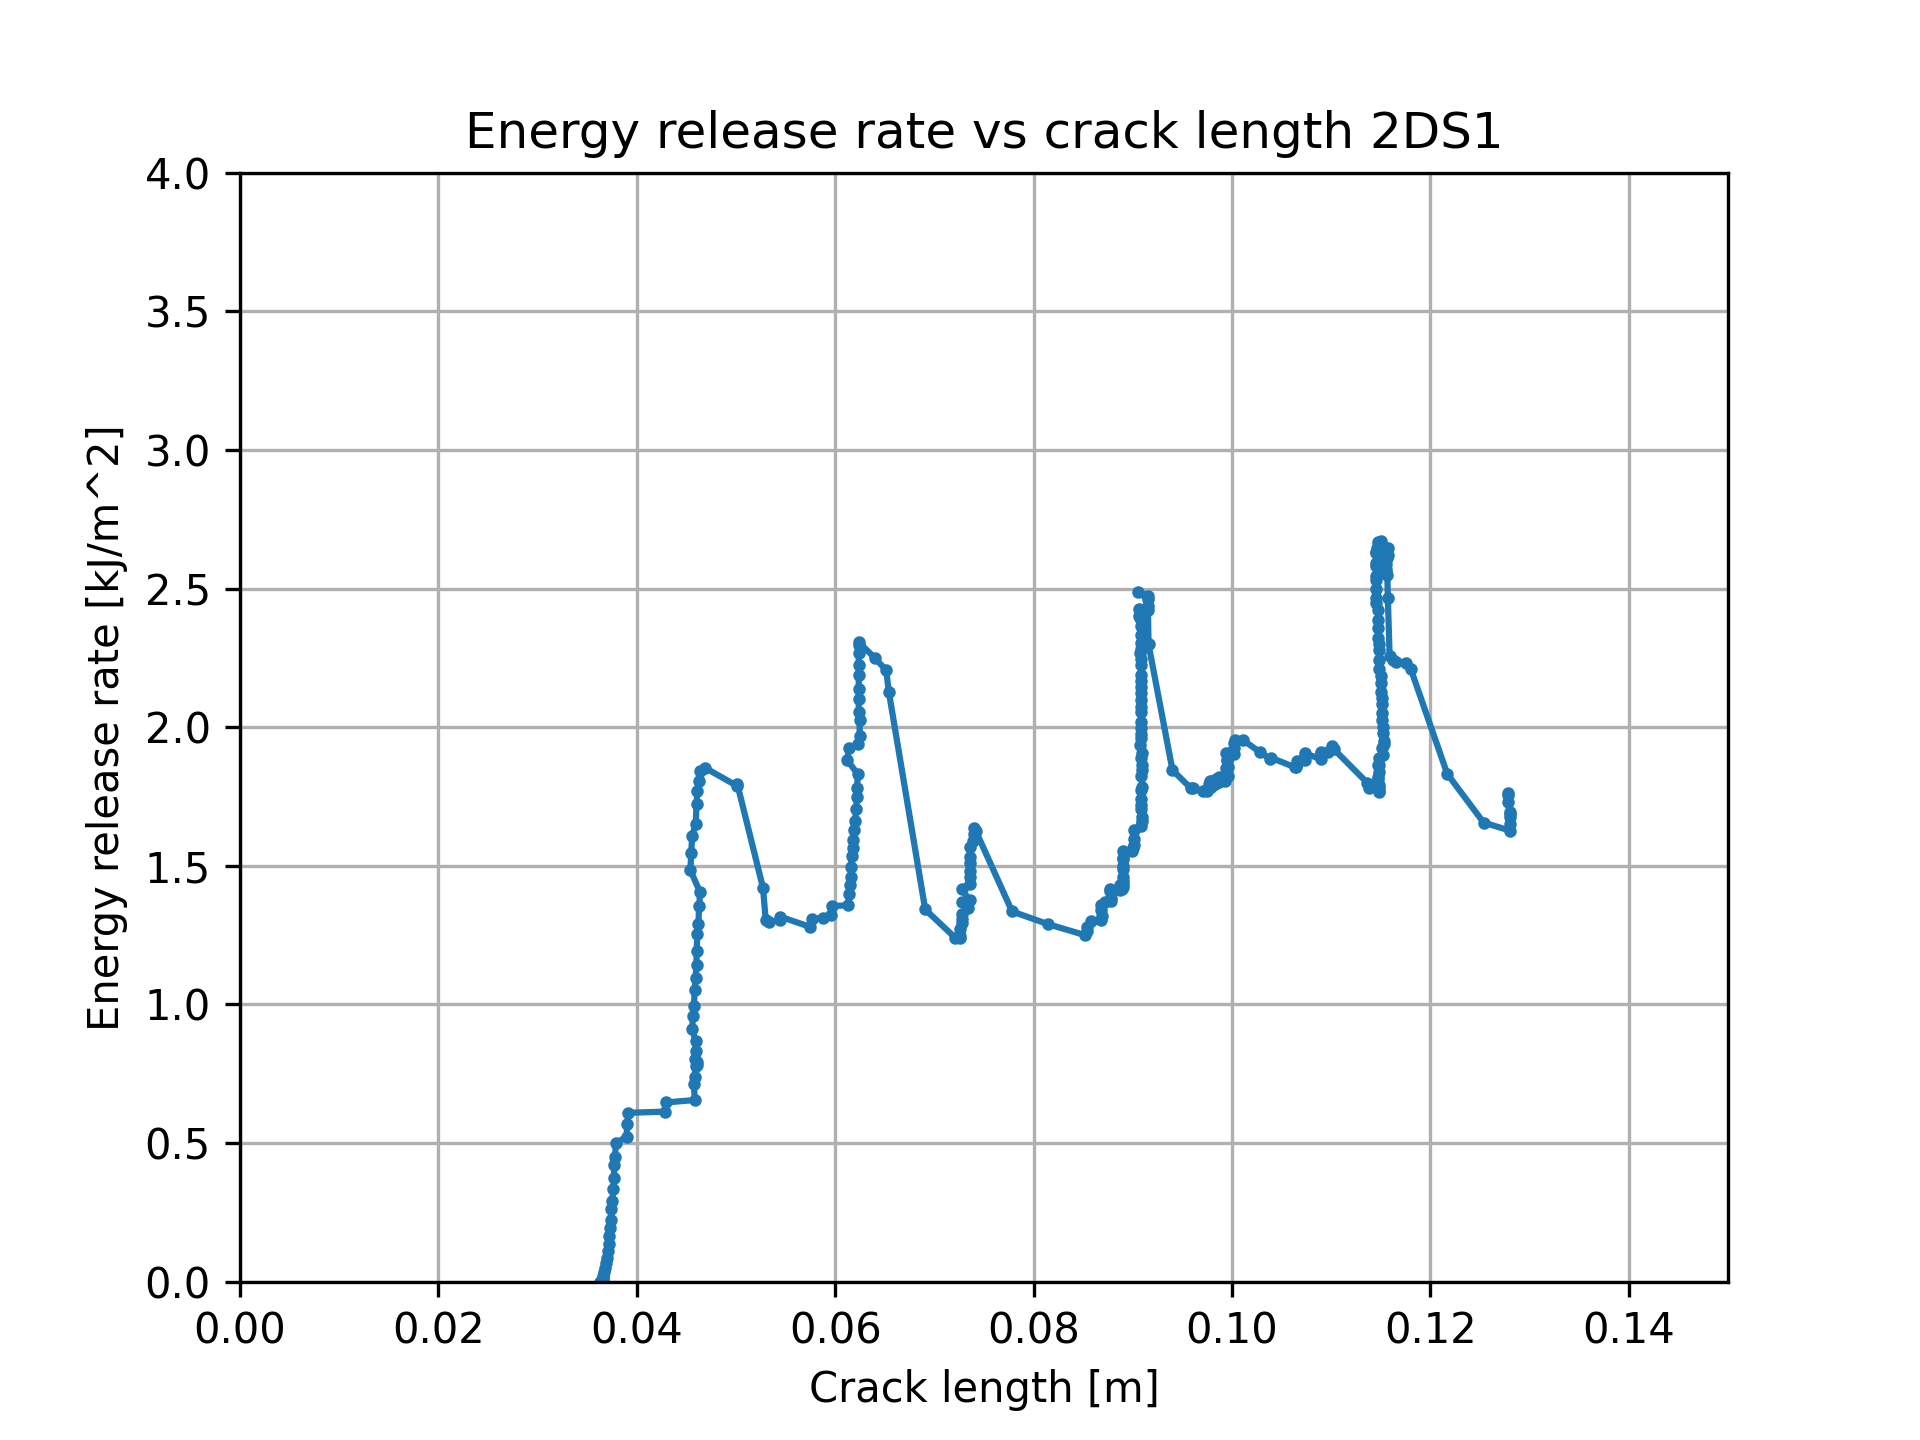 Energy release rate vs crack length 2DS1
4.0
3.5
3.0
2.5
2.0
1.5
1.0
0.5
0.0
Energy release rate [kJ/m^2]
0.00 0.02 0.04 0.06 0.08 0.10 0.12 0.14
Crack length [m]